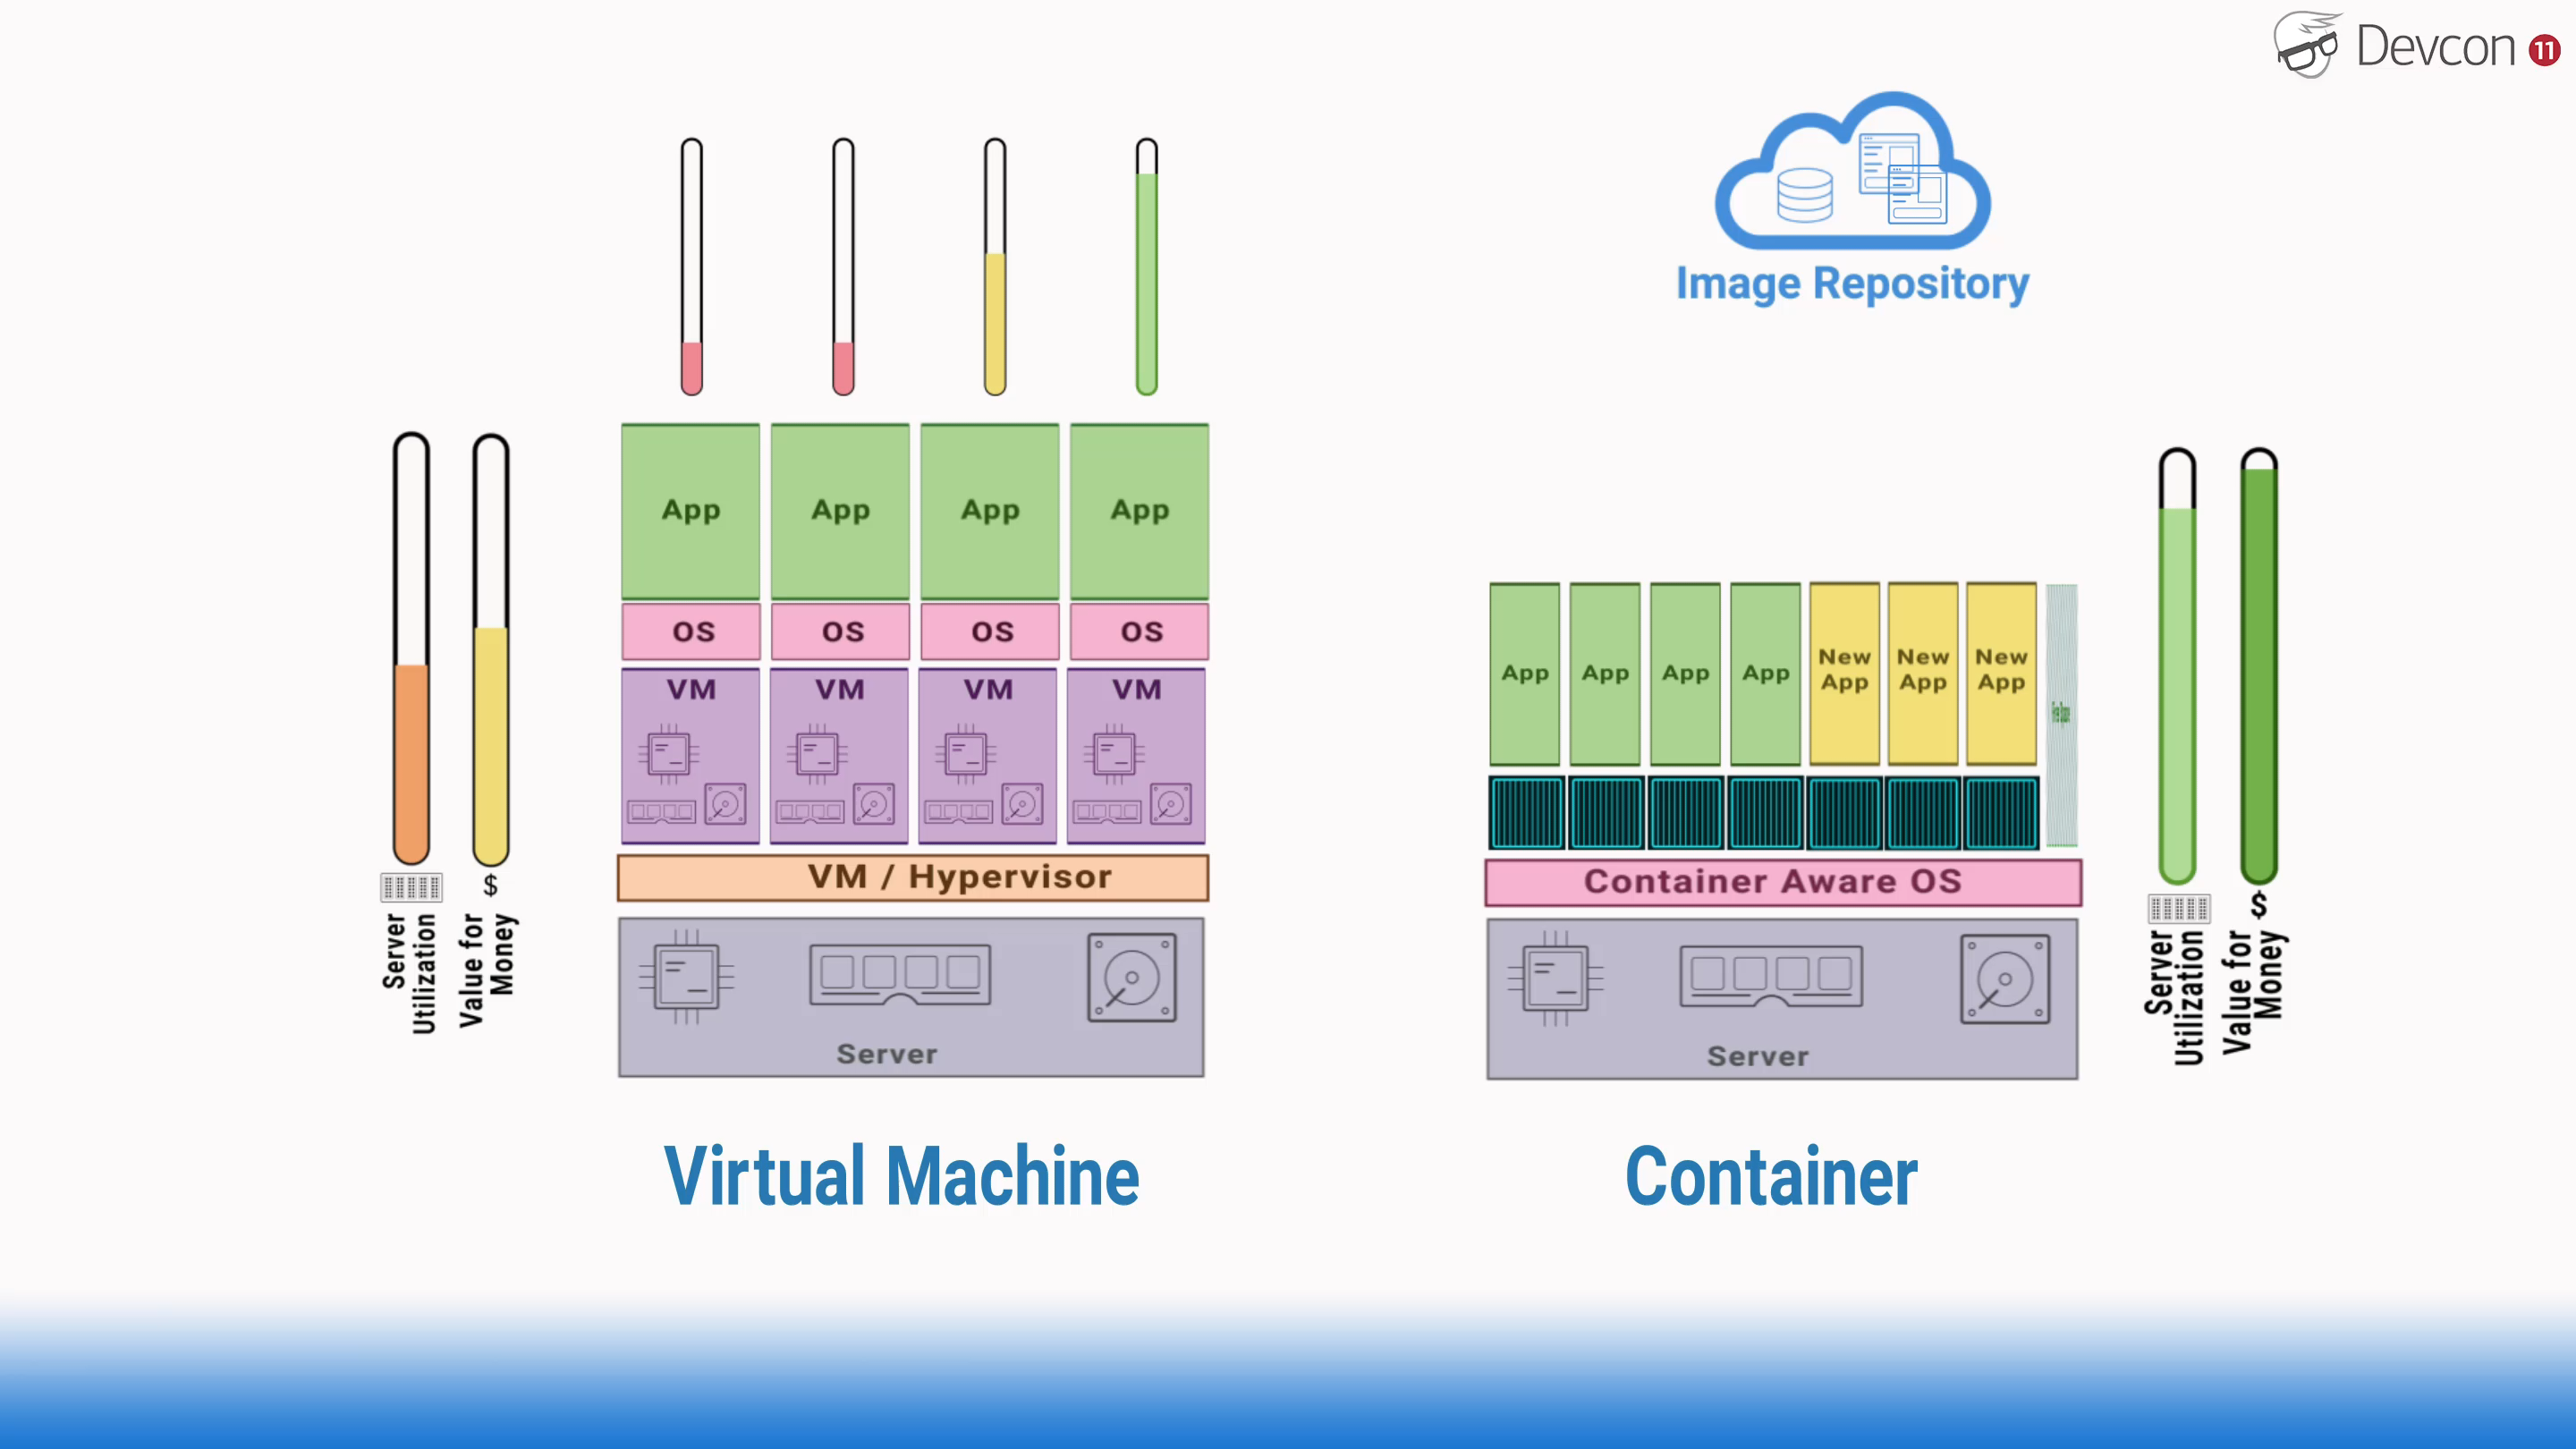 Devcon 11
Image Repository
App App App App
OS OS OS OS
VM VM VM VM
VM / Hypervisor
Server
$
Server
Utilization
Value for
Money
Virtual Machine
App App App App New App New App New App
Container Aware OS
Server
$
Server
Utilization
Value for
Money
Container